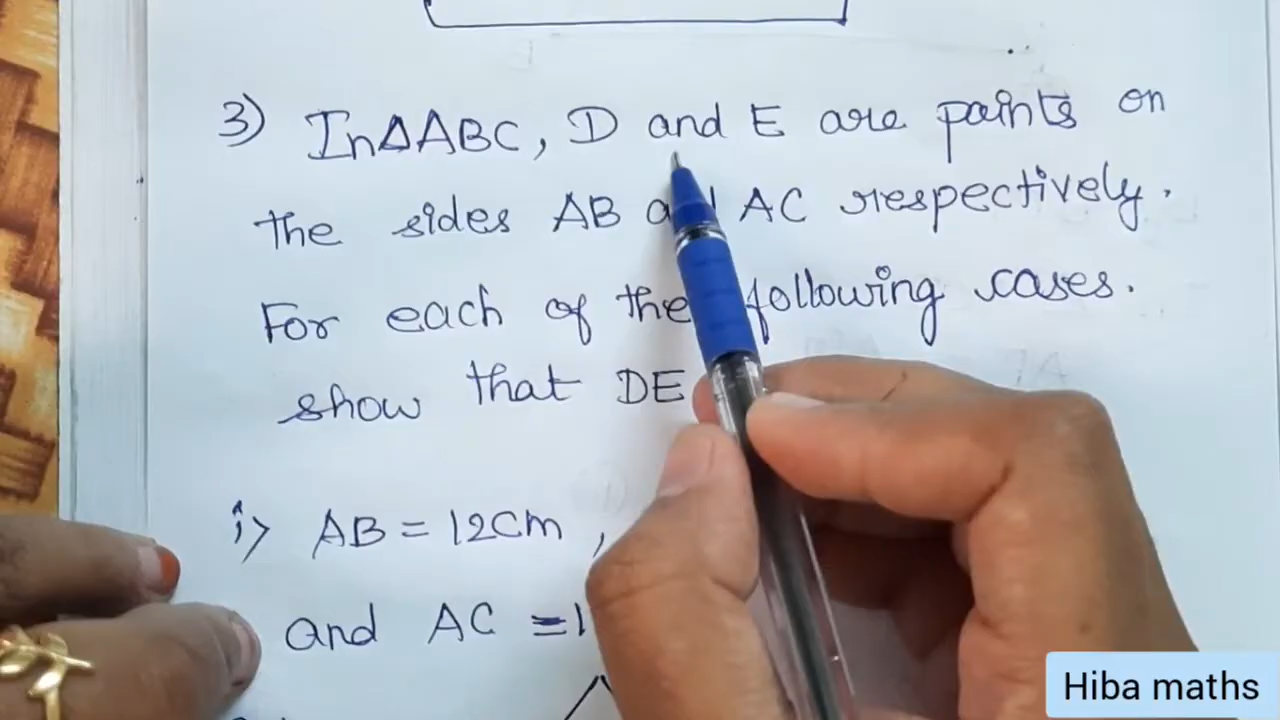 3) In△ABC, D and E are points on
the sides AB a AC respectively.
For each of the following cases.
show that DE
i) AB = 12cm ,
and AC = 1
Hiba maths